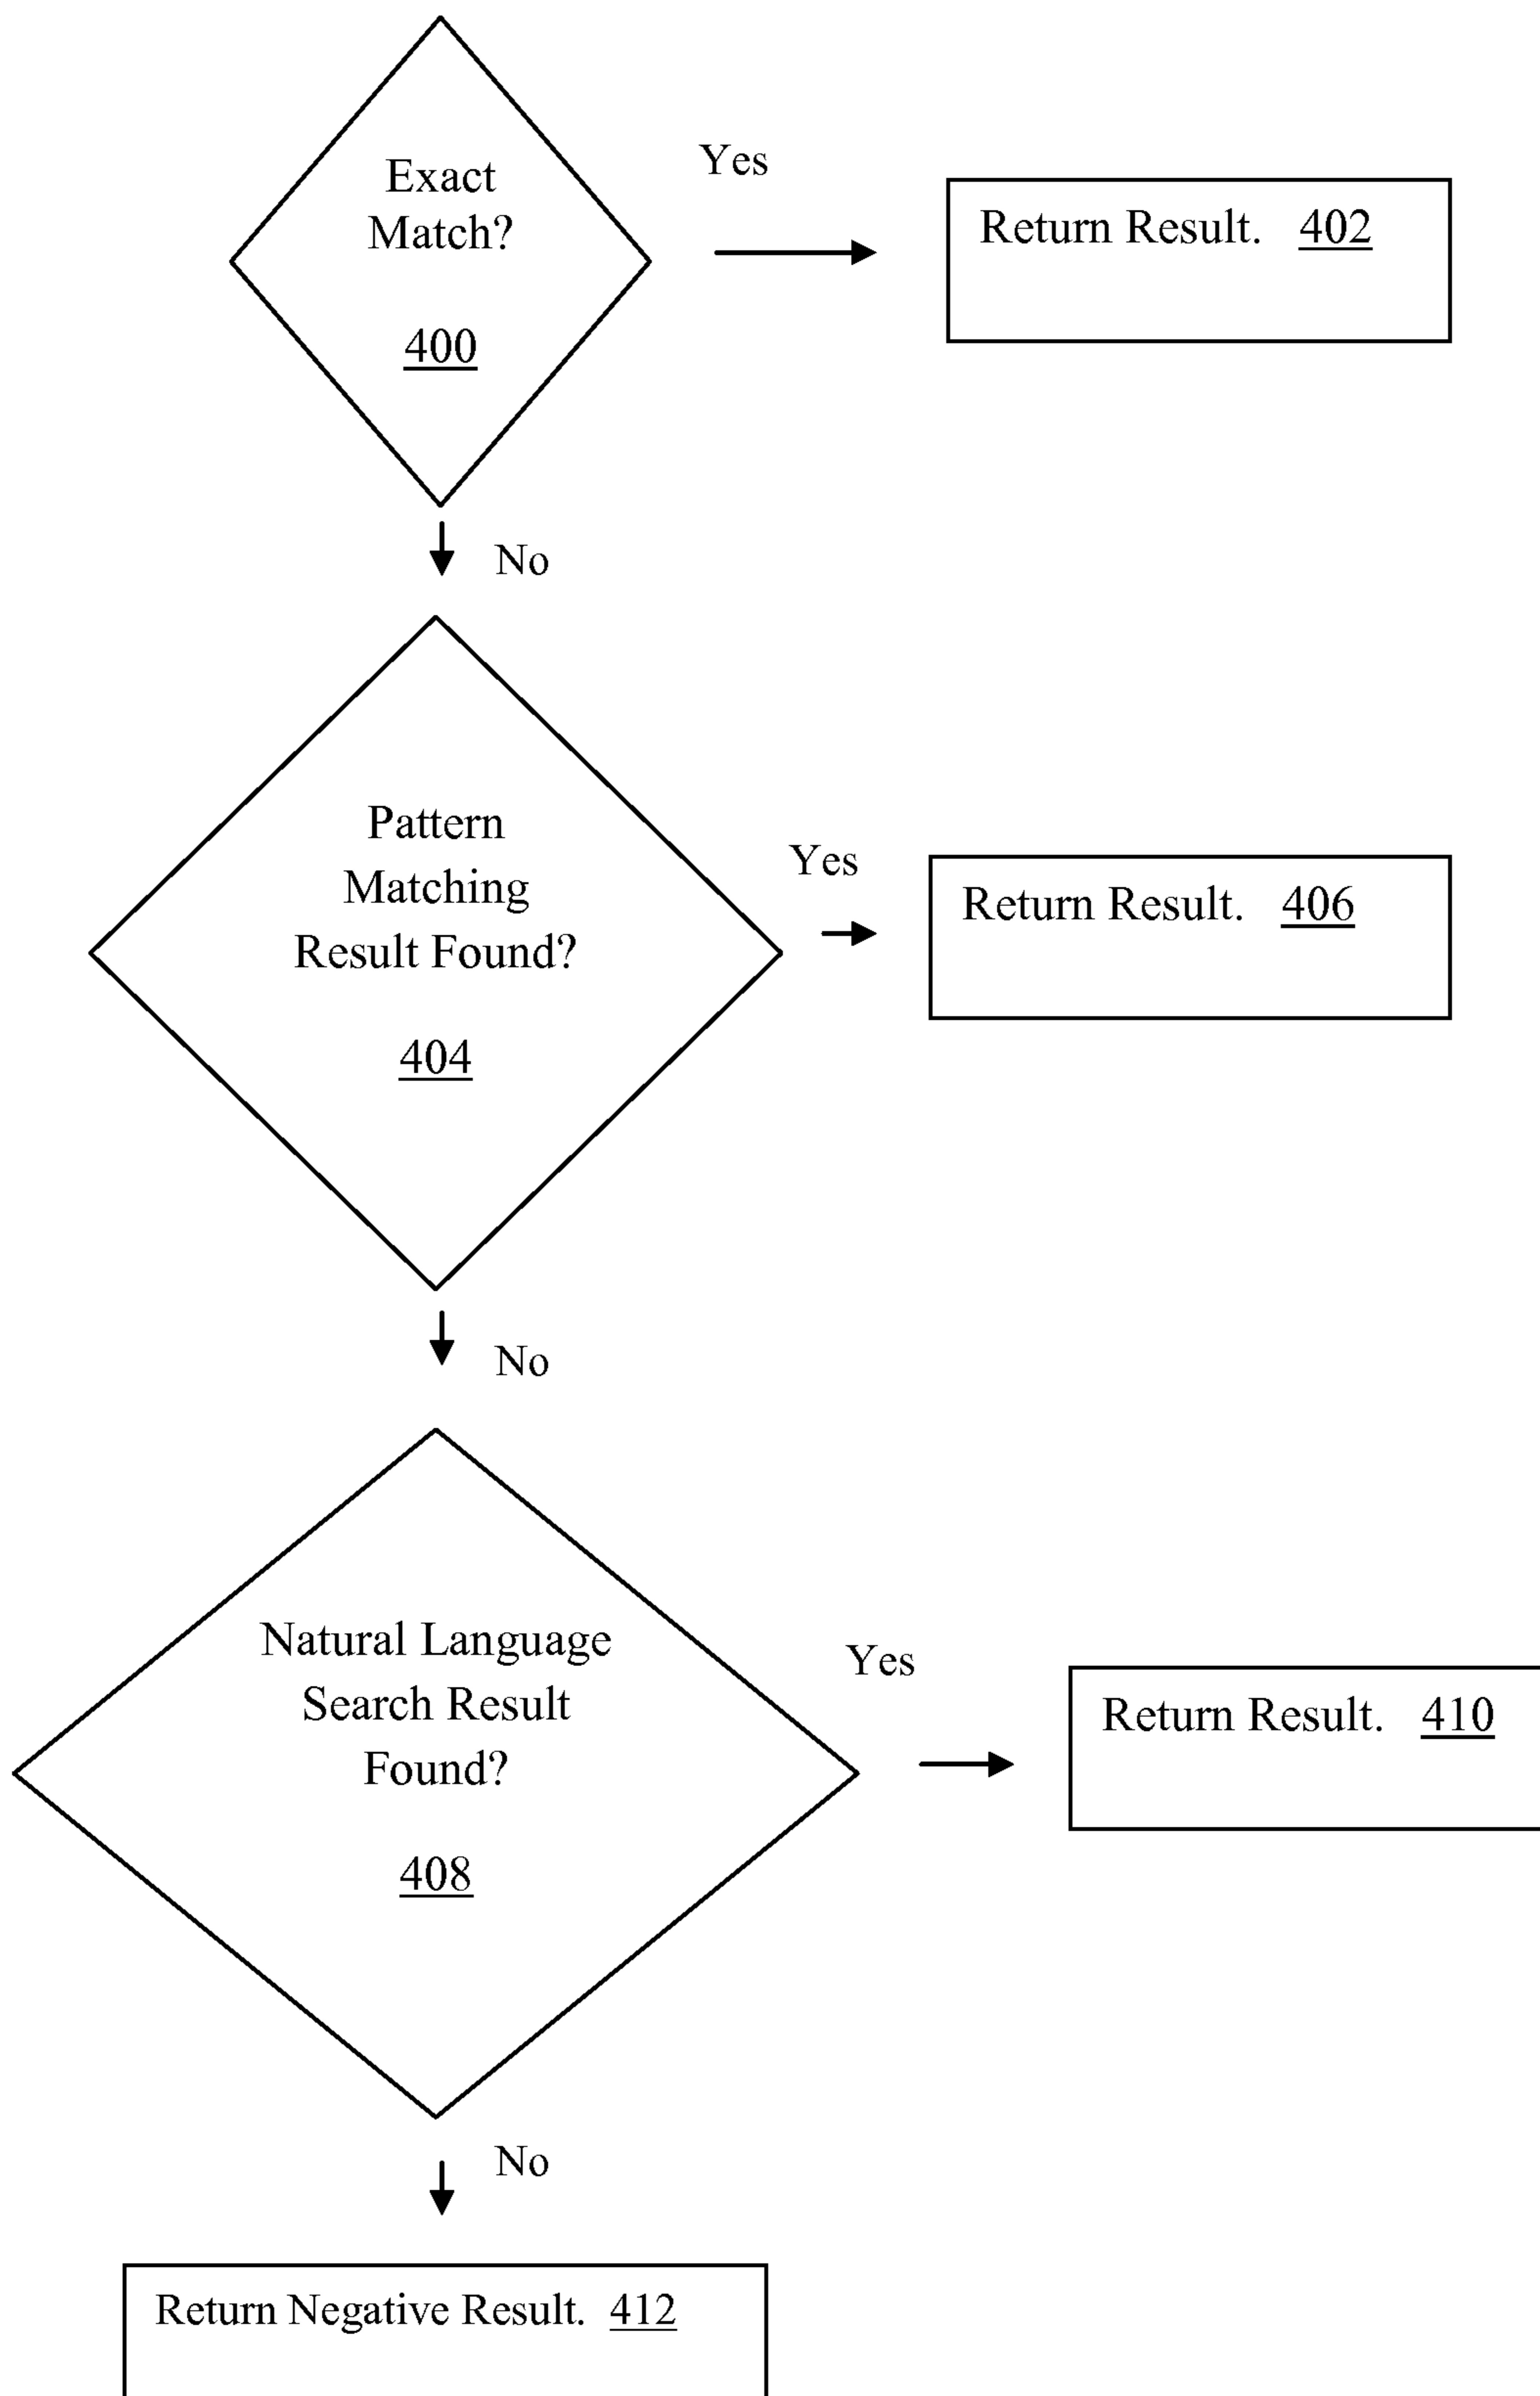 Exact
Match?
400
Yes
Return Result. 402
No
Pattern
Matching
Result Found?
404
Yes
Return Result. 406
No
Natural Language
Search Result
Found?
408
Yes
Return Result. 410
No
Return Negative Result. 412